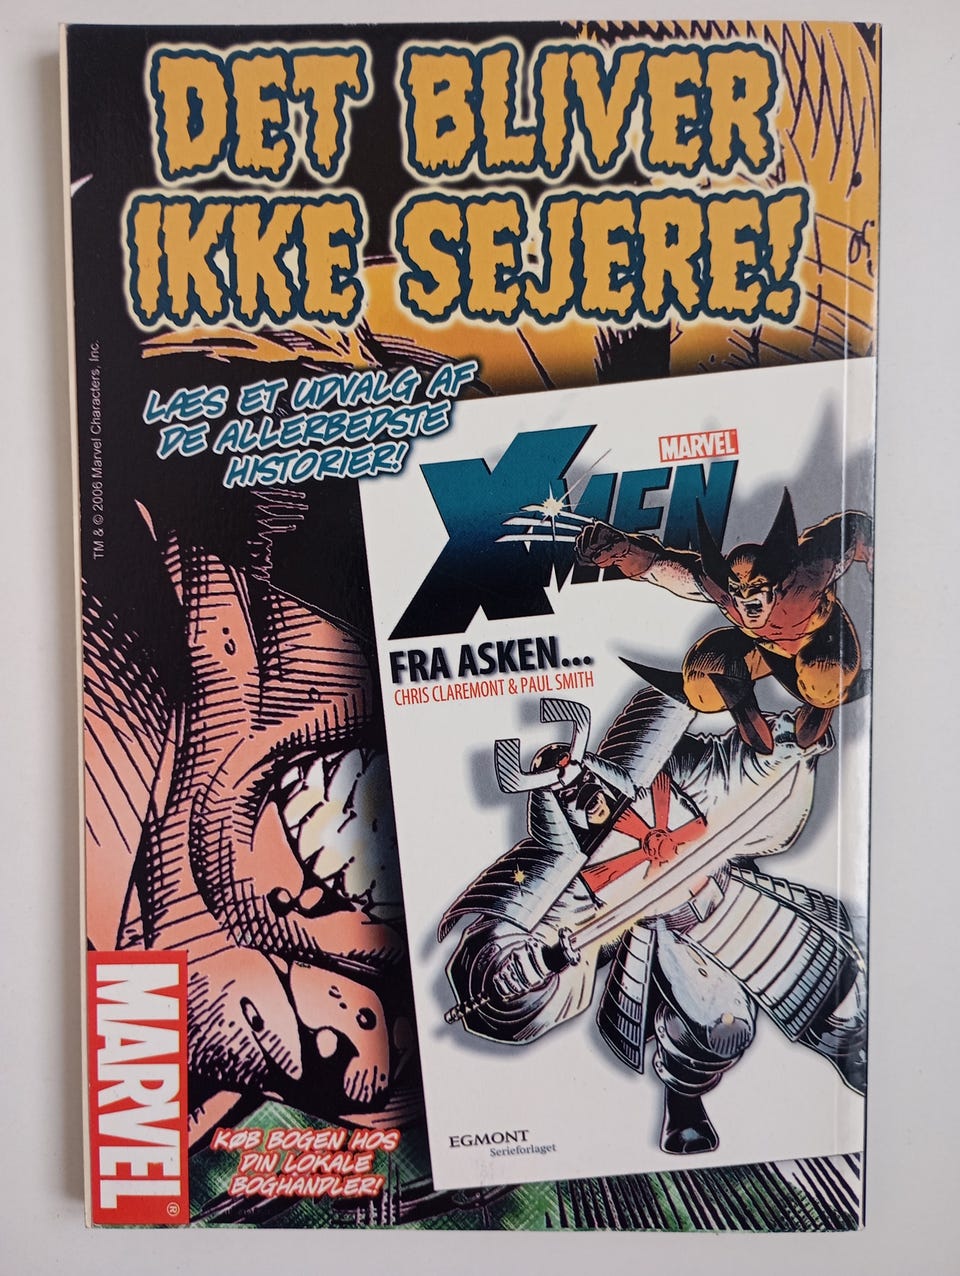 DET BLIVER
IKKE SEJERE!
LÆS ET UDVALG AF
DE ALLERBEDSTE
HISTORIER!
TM & © 2006 Marvel Characters, Inc.
MARVEL
X-MEN
FRA ASKEN...
CHRIS CLAREMONT & PAUL SMITH
EGMONT
Serieforlaget
MARVEL®
KØB BOGEN HOS
DIN LOKALE
BOGHANDLER!